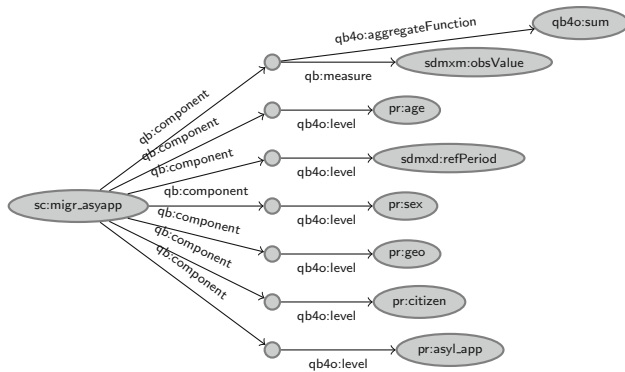 qb4o:sum
qb4o:aggregateFunction
sdmxm:obsValue
qb:measure
qb:component
pr:age
qb:component
qb4o:level
sdmxd:refPeriod
qb:component
qb4o:level
qb:component
sc:migr_asyapp
pr:sex
qb4o:level
qb:component
pr:geo
qb:component
qb4o:level
qb:component
pr:citizen
qb4o:level
pr:asyl_app
qb4o:level